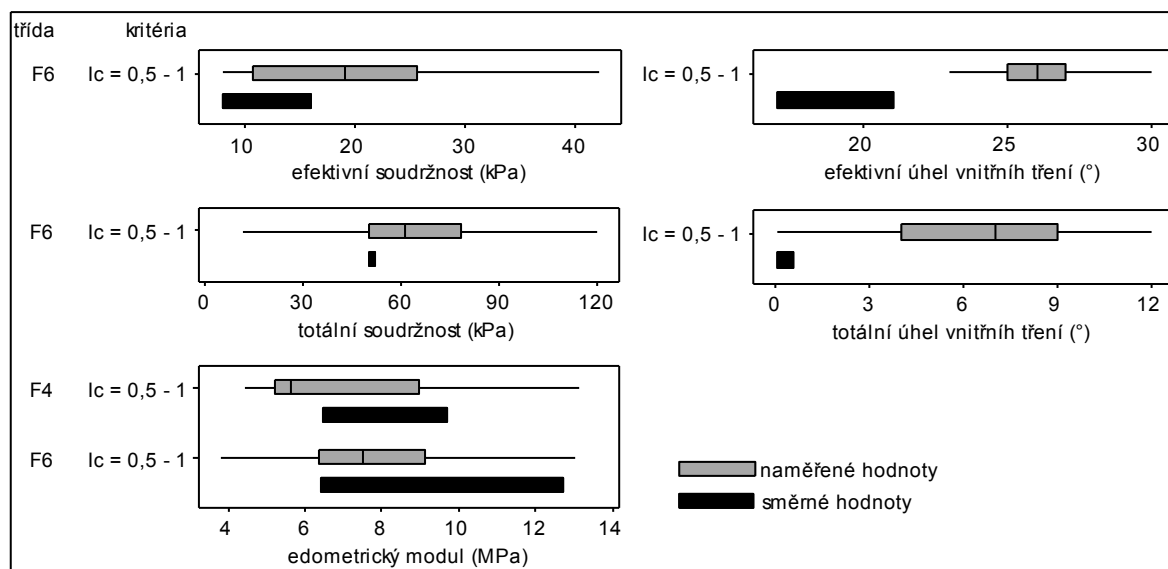 třída kritéria
F6 Ic = 0,5 - 1
10 20 30 40
efektivní soudržnost (kPa)
Ic = 0,5 - 1
20 25 30
efektivní úhel vnitřních tření (°)
F6 Ic = 0,5 - 1
0 30 60 90 120
totální soudržnost (kPa)
Ic = 0,5 - 1
0 3 6 9 12
totální úhel vnitřních tření (°)
F4 Ic = 0,5 - 1
F6 Ic = 0,5 - 1
4 6 8 10 12 14
edometrický modul (MPa)
naměřené hodnoty
směrné hodnoty